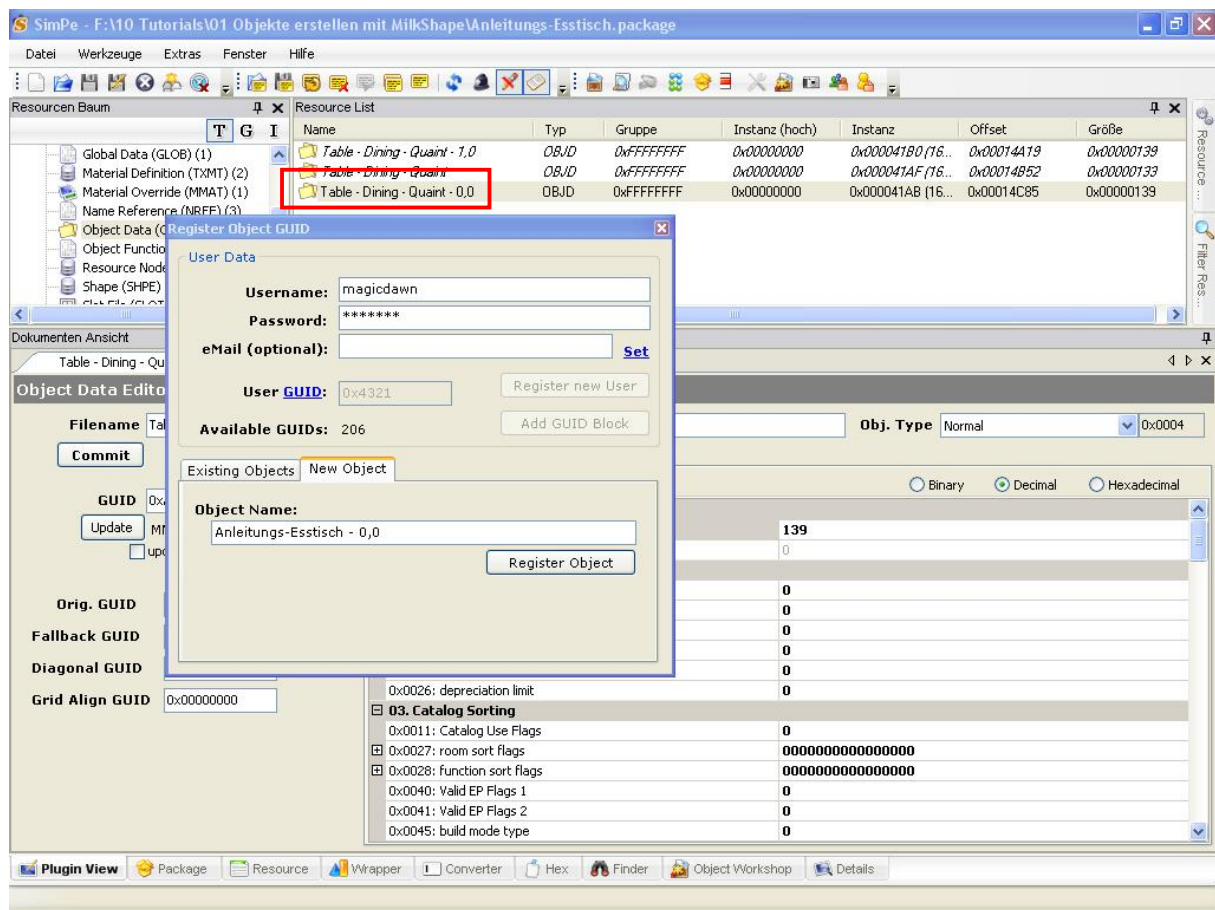 SimPe - F:\10 Tutorials\01 Objekte erstellen mit MilkShape\Anleitungs-Esstisch.package
Datei Werkzeuge Extras Fenster Hilfe
Resourcen Baum
T G I
Global Data (GLOB) (1)
Material Definition (TXMT) (2)
Material Override (MMAT) (1)
Name Reference (NREF) (3)
Object Data (O
Object Functio
Resource Node
Shape (SHPE)
Resource List
Name Typ Gruppe Instanz (hoch) Instanz Offset Größe
Table - Dining - Quaint - 1,0 OBJD 0xFFFFFFFF 0x00000000 0x000041B0 (16... 0x00014A19 0x00000139
Table - Dining - Quaint OBJD 0xFFFFFFFF 0x00000000 0x000041AF (16... 0x00014B52 0x00000133
Table - Dining - Quaint - 0,0 OBJD 0xFFFFFFFF 0x00000000 0x000041AB (16... 0x00014C85 0x00000139
Resource ...
Filter Res...
Register Object GUID
User Data
Username: magicdawn
Password: *******
eMail (optional): Set
User GUID: 0x4321 Register new User
Available GUIDs: 206 Add GUID Block
Existing Objects New Object
Object Name:
Anleitungs-Esstisch - 0,0
Register Object
Dokumenten Ansicht
Table - Dining - Qu
Object Data Edito
Filename Tal
Commit
Obj. Type Normal 0x0004
GUID 0x
Update MM
upd
Orig. GUID
Fallback GUID
Diagonal GUID
Grid Align GUID 0x00000000
Binary Decimal Hexadecimal
139
0
0
0
0
0
0
0x0026: depreciation limit 0
03. Catalog Sorting
0x0011: Catalog Use Flags 0
0x0027: room sort flags 0000000000000000
0x0028: function sort flags 0000000000000000
0x0040: Valid EP Flags 1 0
0x0041: Valid EP Flags 2 0
0x0045: build mode type 0
Plugin View Package Resource Wrapper Converter Hex Finder Object Workshop Details